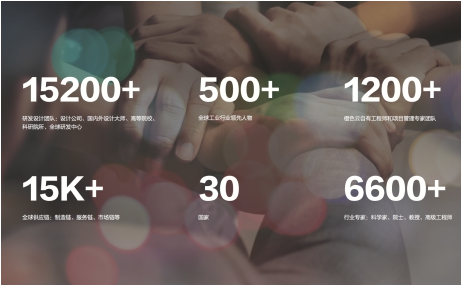 15200+
500+
1200+
研发设计团队：设计公司、国内外设计大师、高等院校、
科研院所、全球研发中心
全球工业行业领先人物
橙色云自有工程师和项目管理专家团队
15K+
30
6600+
全球供应链：制造链、服务链、市场链等
国家
行业专家：科学家、院士、教授、高级工程师